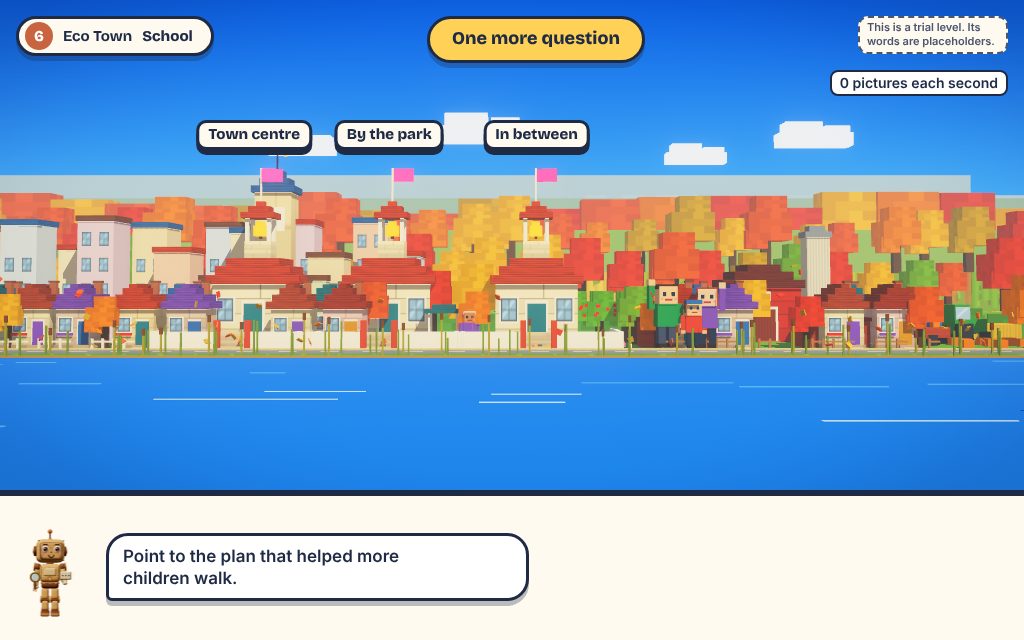 6 Eco Town School
One more question
This is a trial level. Its
words are placeholders.
0 pictures each second
Town centre
By the park
In between
Point to the plan that helped more
children walk.